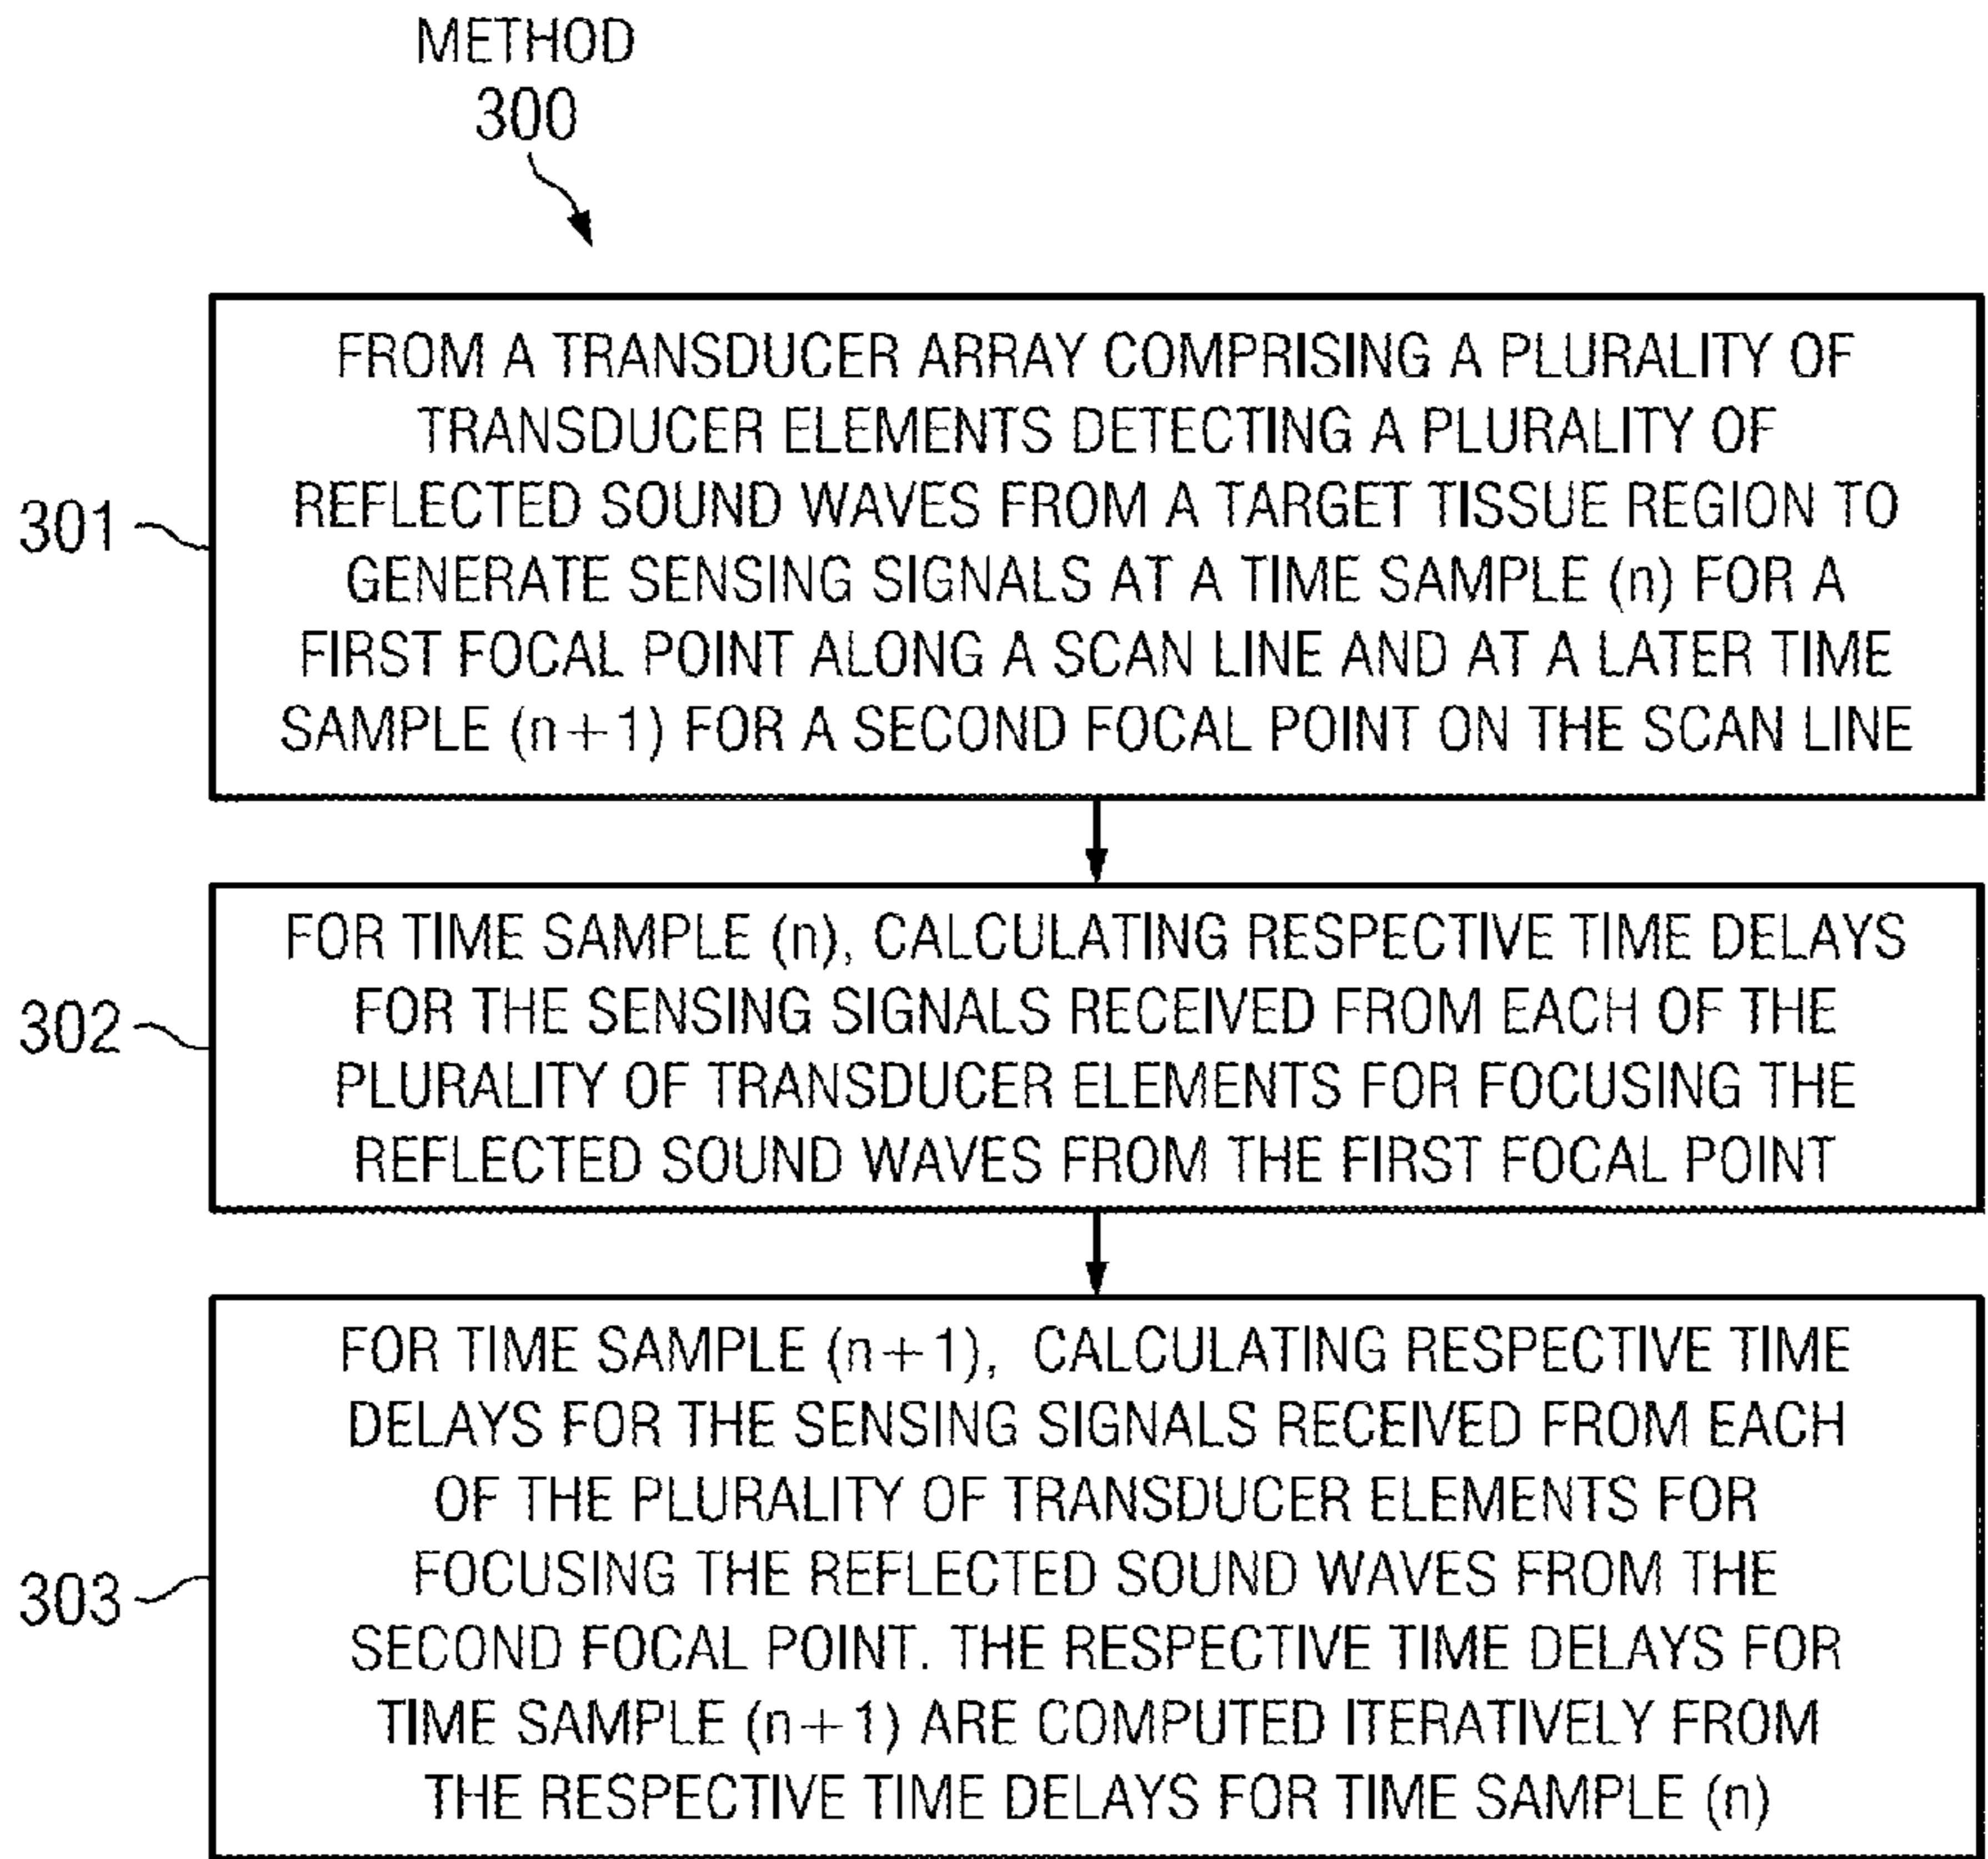 METHOD
300
301
FROM A TRANSDUCER ARRAY COMPRISING A PLURALITY OF
TRANSDUCER ELEMENTS DETECTING A PLURALITY OF
REFLECTED SOUND WAVES FROM A TARGET TISSUE REGION TO
GENERATE SENSING SIGNALS AT A TIME SAMPLE (n) FOR A
FIRST FOCAL POINT ALONG A SCAN LINE AND AT A LATER TIME
SAMPLE (n+1) FOR A SECOND FOCAL POINT ON THE SCAN LINE
302
FOR TIME SAMPLE (n), CALCULATING RESPECTIVE TIME DELAYS
FOR THE SENSING SIGNALS RECEIVED FROM EACH OF THE
PLURALITY OF TRANSDUCER ELEMENTS FOR FOCUSING THE
REFLECTED SOUND WAVES FROM THE FIRST FOCAL POINT
303
FOR TIME SAMPLE (n+1), CALCULATING RESPECTIVE TIME
DELAYS FOR THE SENSING SIGNALS RECEIVED FROM EACH
OF THE PLURALITY OF TRANSDUCER ELEMENTS FOR
FOCUSING THE REFLECTED SOUND WAVES FROM THE
SECOND FOCAL POINT. THE RESPECTIVE TIME DELAYS FOR
TIME SAMPLE (n+1) ARE COMPUTED ITERATIVELY FROM
THE RESPECTIVE TIME DELAYS FOR TIME SAMPLE (n)